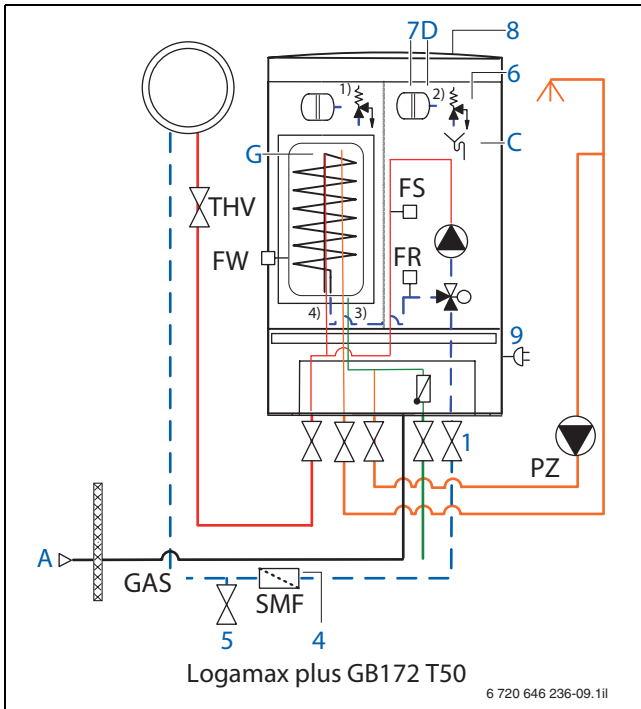 7D
8
1)
2)
6
G
C
THV
FS
FW
FR
4)
3)
9
1
PZ
A
GAS
SMF
5
4
Logamax plus GB172 T50
6 720 646 236-09.1il